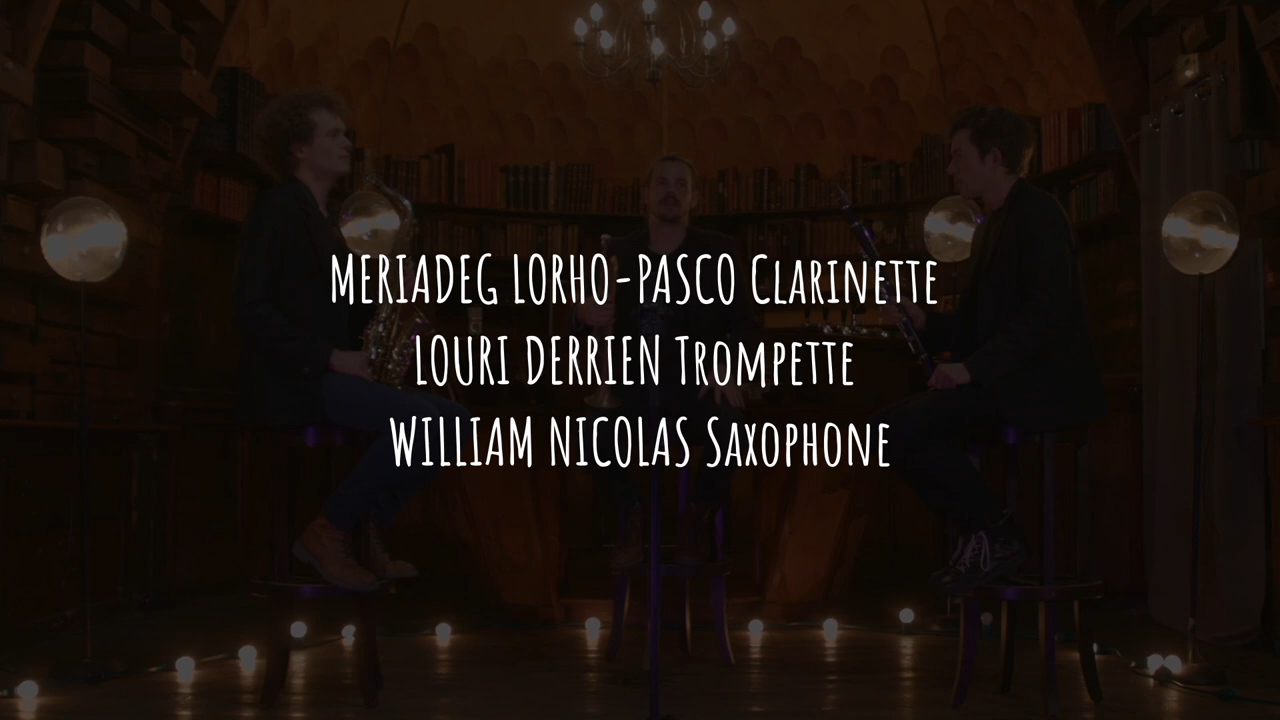 MERIADEG LORHO-PASCO Clarinette
LOURI DERRIEN Trompette
WILLIAM NICOLAS Saxophone